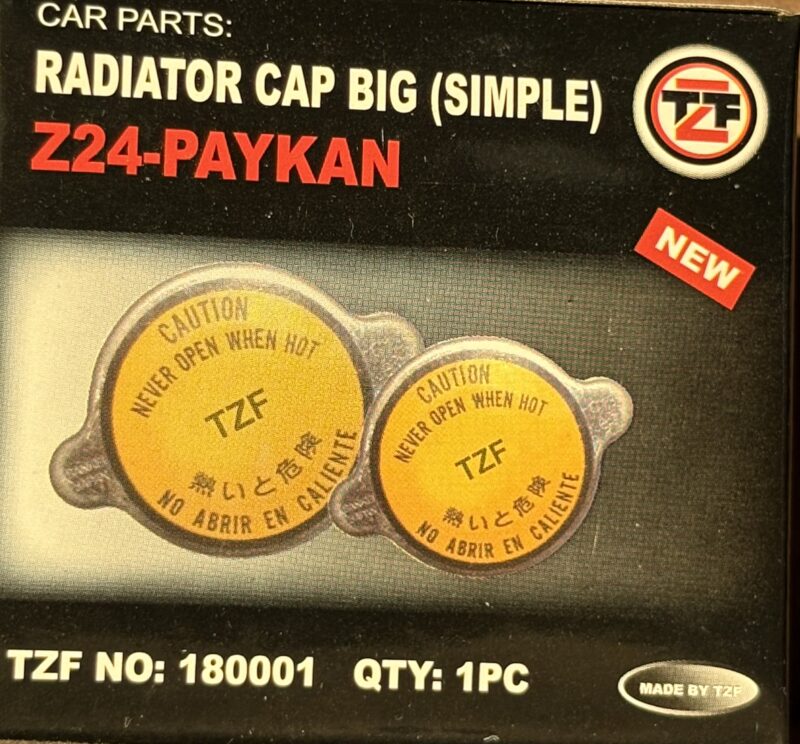 CAR PARTS:
RADIATOR CAP BIG (SIMPLE)
Z24-PAYKAN
TZF
NEW
CAUTION
NEVER OPEN WHEN HOT
TZF
熱いと危険
NO ABRIR EN CALIENTE
CAUTION
NEVER OPEN WHEN HOT
TZF
熱いと危険
NO ABRIR EN CALIENTE
TZF NO: 180001 QTY: 1PC
MADE BY TZF